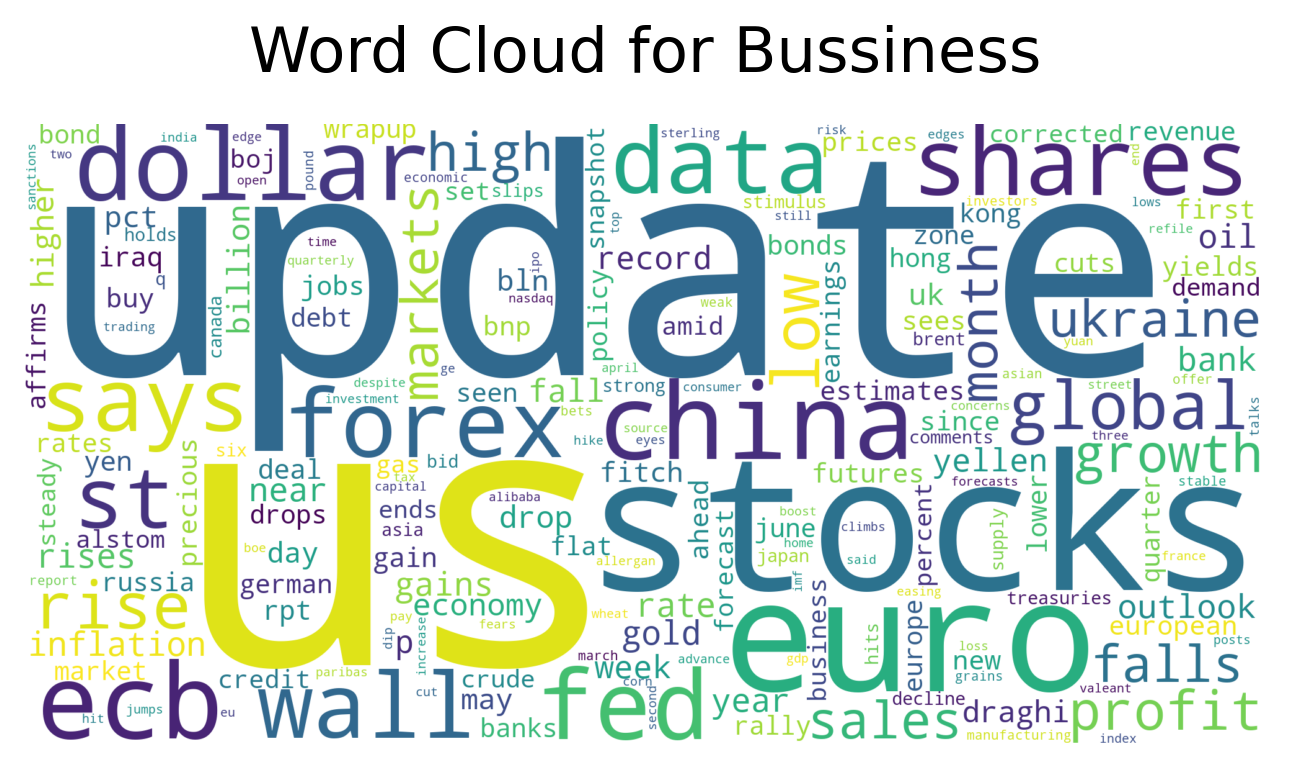 Word Cloud for Bussiness
bond
india
edge
wrapup
sterling
risk
prices
edges
corrected
revenue
two
dollar
boj
open
pound
high
economic
set
slips
snapshot
data
shares
end
sanctions
higher
pct
holds
update
markets
top
stimulus
still
investors
kong
lows
first
refile
oil
iraq
q
time
quarterly
billion
record
bonds
zone
hong
cuts
yields
demand
buy
jobs
bln
ipo
nasdaq
weak
low
earnings
uk
month
trading
canada
debt
bnp
policy
amid
sees
brent
ukraine
yuan
affirms
ge
april
bank
says
despite
investment
seen
fall
strong
consumer
estimates
asian
street
offer
forex
bets
china
since
concerns
global
talks
rates
six
hike
source
eyes
comments
three
yen
deal
gas
tax
bid
fitch
futures
yellen
growth
steady
st
precious
near
drops
us
capital
ends
alibaba
drop
stocks
ahead
forecasts
stable
alstom
asia
june
boost
climbs
percent
supply
lower
quarter
rises
boe
day
gain
flat
japan
home
said
france
report
russia
german
gains
allergan
forecast
imf
easing
treasuries
rise
rpt
economy
wheat
rate
outlook
inflation
pay
fears
gold
euro
business
hits
europe
european
posts
market
dip
p
increase
march
week
advance
gdp
loss
new
grains
falls
ecb
credit
paribas
crude
corn
valeant
hit
jumps
eu
wall
cut
may
fed
second
year
decline
draghi
profit
banks
rally
sales
manufacturing
index